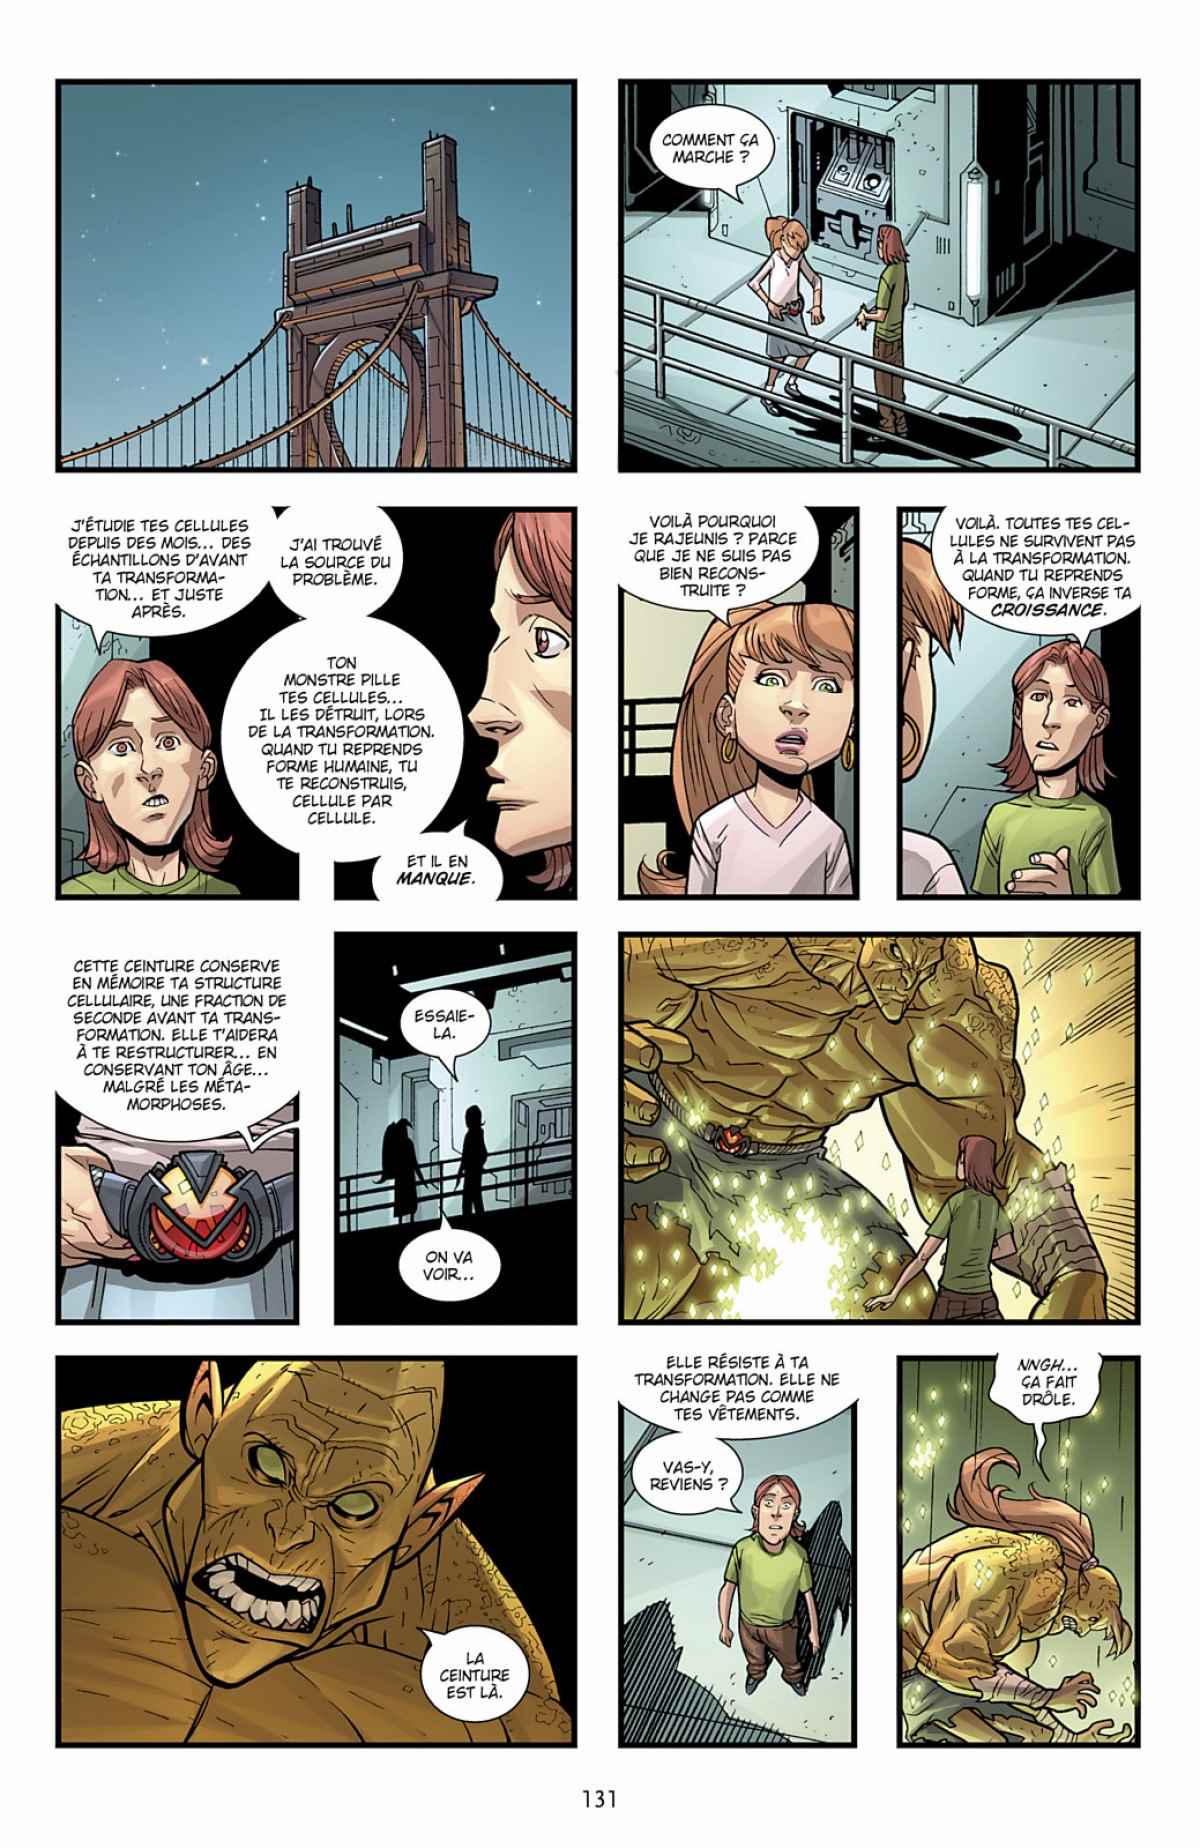 COMMENT ÇA
MARCHE ?
J'ÉTUDIE TES CELLULES
DEPUIS DES MOIS... DES
ÉCHANTILLONS D'AVANT
TA TRANSFORMA-
TION... ET JUSTE
APRÈS.
J'AI TROUVÉ
LA SOURCE DU
PROBLÈME.
TON
MONSTRE PILLE
TES CELLULES...
IL LES DÉTRUIT, LORS
DE LA TRANSFORMATION.
QUAND TU REPRENDS
FORME HUMAINE, TU
TE RECONSTRUIS,
CELLULE PAR
CELLULE.
ET IL EN
MANQUE.
VOILÀ POURQUOI
JE RAJEUNIS ? PARCE
QUE JE NE SUIS PAS
BIEN RECONS-
TRUITE ?
VOILÀ. TOUTES TES CEL-
LULES NE SURVIVENT PAS
À LA TRANSFORMATION.
QUAND TU REPRENDS
FORME, ÇA INVERSE TA
CROISSANCE.
CETTE CEINTURE CONSERVE
EN MÉMOIRE TA STRUCTURE
CELLULAIRE, UNE FRACTION DE
SECONDE AVANT TA TRANS-
FORMATION. ELLE T'AIDERA
À TE RESTRUCTURER... EN
CONSERVANT TON ÂGE...
MALGRÉ LES MÉTA-
MORPHOSES.
ESSAIE-
LA.
ON VA
VOIR...
LA
CEINTURE
EST LÀ.
ELLE RÉSISTE À TA
TRANSFORMATION. ELLE NE
CHANGE PAS COMME
TES VÊTEMENTS.
VAS-Y,
REVIENS ?
NNGH...
ÇA FAIT
DRÔLE.
131